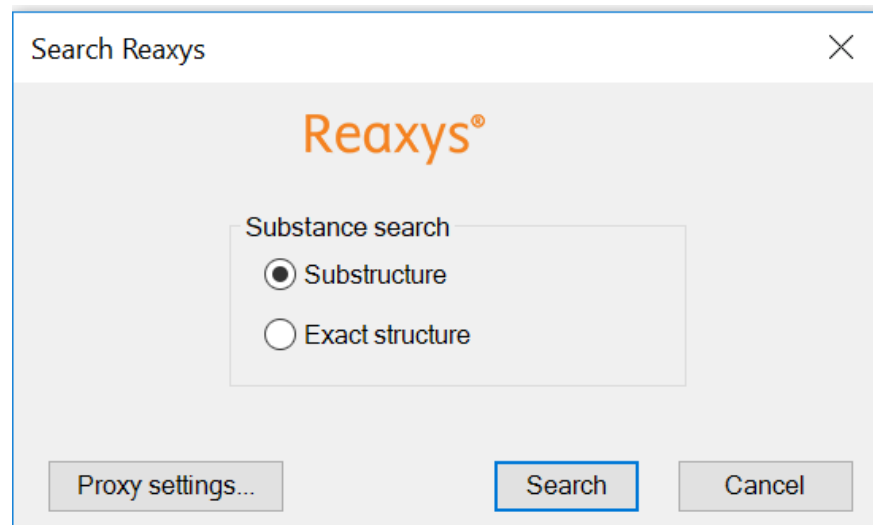 Search Reaxys
Reaxys®
Substance search
Substructure
Exact structure
Proxy settings...
Search
Cancel